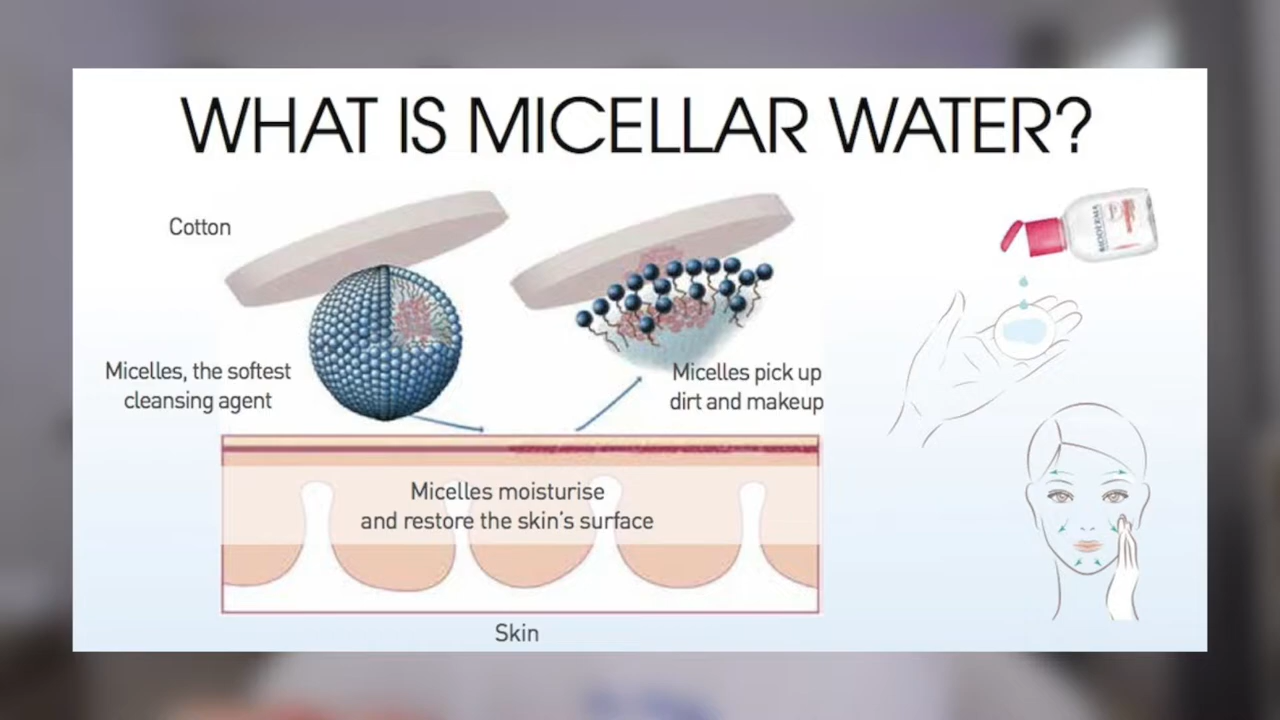 WHAT IS MICELLAR WATER?
Cotton
Micelles, the softest
cleansing agent
Micelles pick up
dirt and makeup
Micelles moisturise
and restore the skin's surface
Skin
BIODERMA